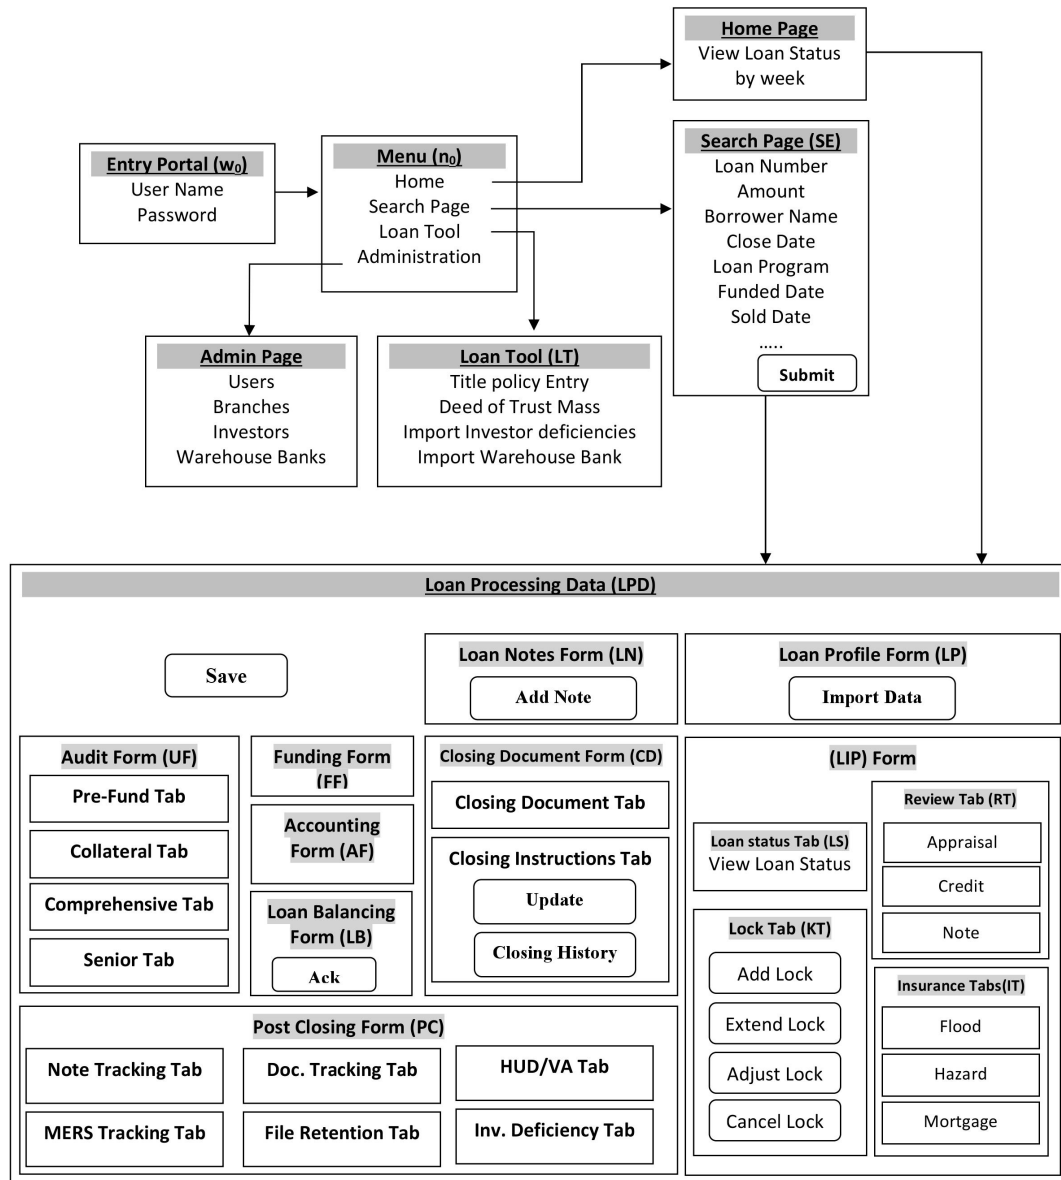 Home Page
View Loan Status
by week
Entry Portal (w₀)
User Name
Password
Menu (n₀)
Home
Search Page
Loan Tool
Administration
Search Page (SE)
Loan Number
Amount
Borrower Name
Close Date
Loan Program
Funded Date
Sold Date
…..
Submit
Admin Page
Users
Branches
Investors
Warehouse Banks
Loan Tool (LT)
Title policy Entry
Deed of Trust Mass
Import Investor deficiencies
Import Warehouse Bank
Loan Processing Data (LPD)
Save
Loan Notes Form (LN)
Add Note
Loan Profile Form (LP)
Import Data
Audit Form (UF)
Pre-Fund Tab
Collateral Tab
Comprehensive Tab
Senior Tab
Funding Form
(FF)
Accounting
Form (AF)
Loan Balancing
Form (LB)
Ack
Closing Document Form (CD)
Closing Document Tab
Closing Instructions Tab
Update
Closing History
(LIP) Form
Loan status Tab (LS)
View Loan Status
Lock Tab (KT)
Add Lock
Extend Lock
Adjust Lock
Cancel Lock
Review Tab (RT)
Appraisal
Credit
Note
Insurance Tabs(IT)
Flood
Hazard
Mortgage
Post Closing Form (PC)
Note Tracking Tab
Doc. Tracking Tab
HUD/VA Tab
MERS Tracking Tab
File Retention Tab
Inv. Deficiency Tab